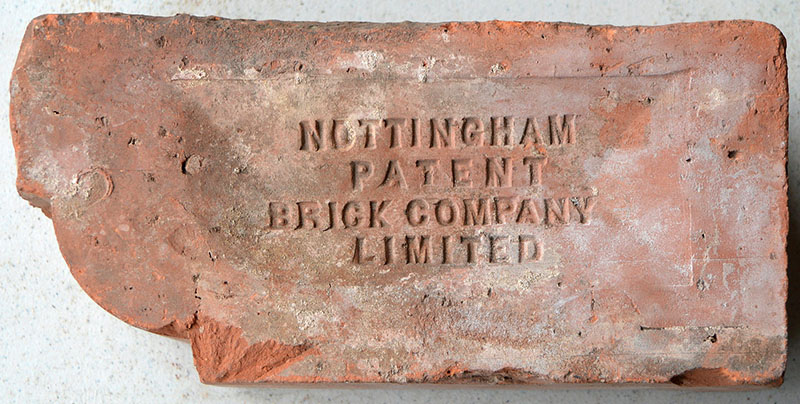 NOTTINGHAM
PATENT
BRICK COMPANY
LIMITED